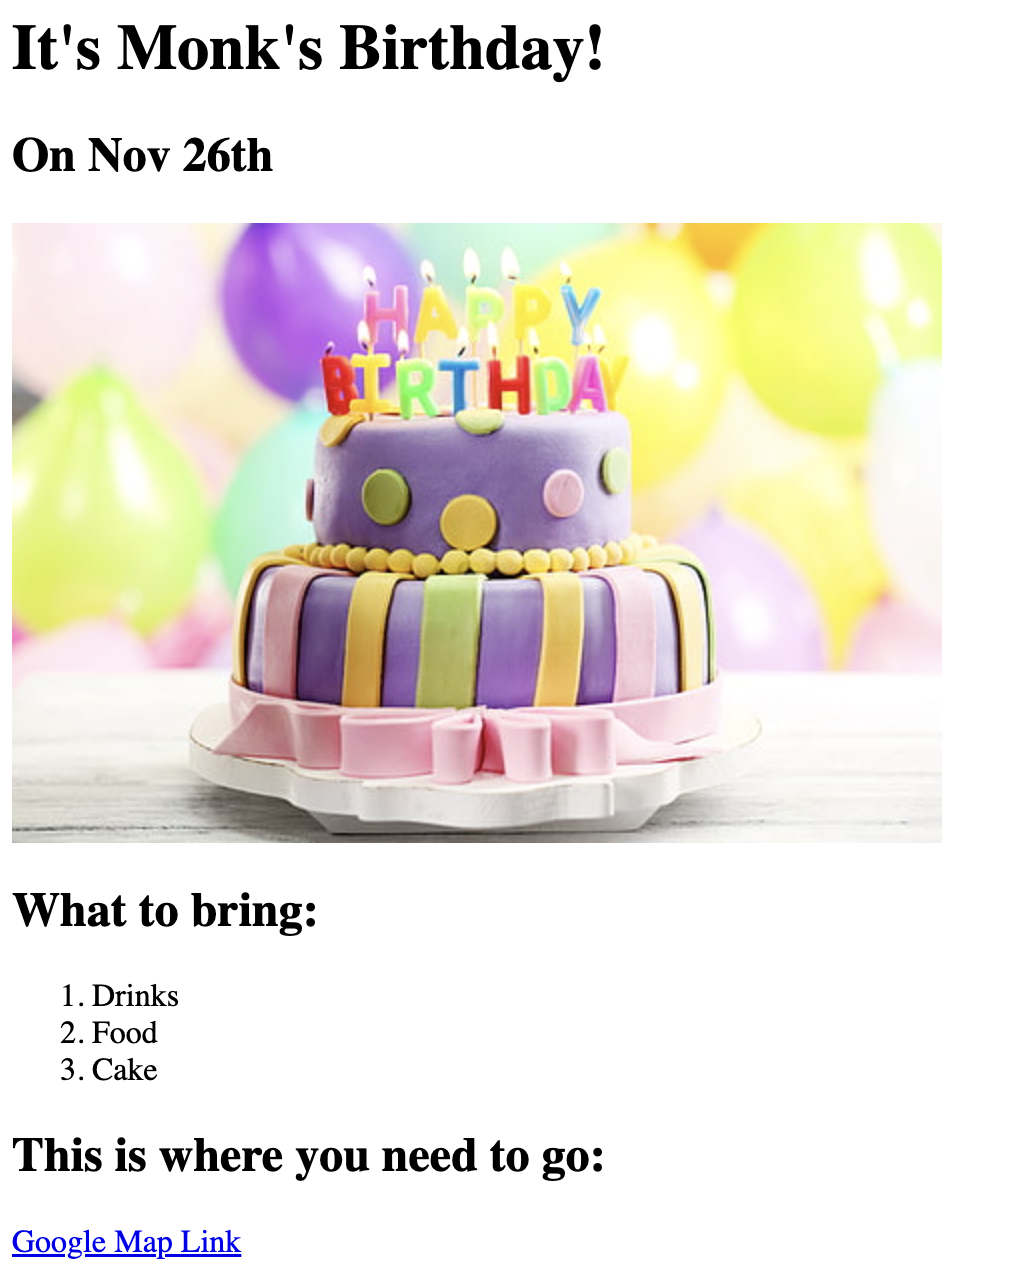 It's Monk's Birthday!
On Nov 26th
HAPPY
BIRTHDAY
What to bring:
1. Drinks
2. Food
3. Cake
This is where you need to go:
Google Map Link